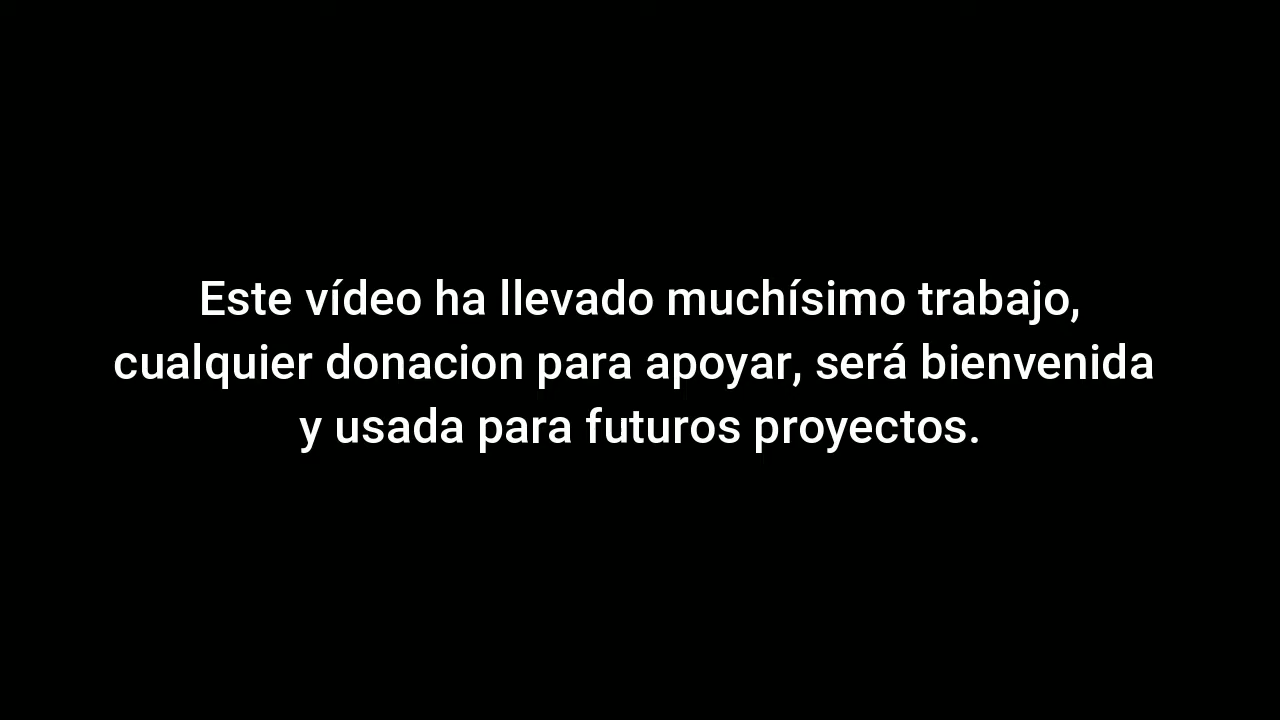 Este vídeo ha llevado muchísimo trabajo,
cualquier donacion para apoyar, será bienvenida
y usada para futuros proyectos.